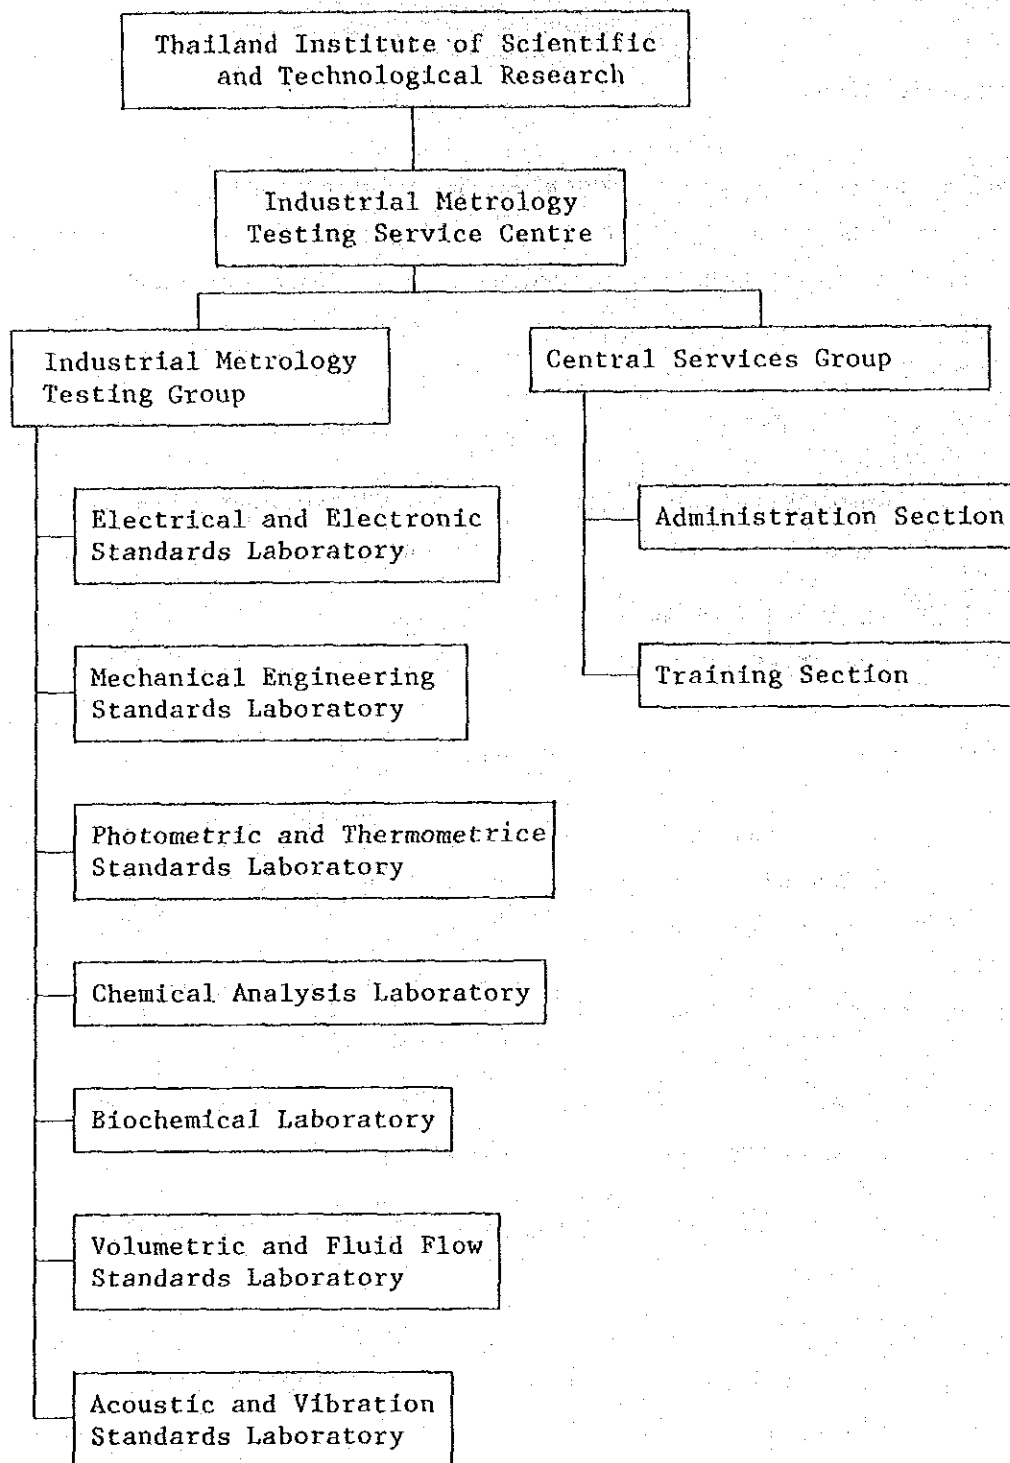 Thailand Institute of Scientific
and Technological Research
Industrial Metrology
Testing Service Centre
Industrial Metrology
Testing Group
Central Services Group
Electrical and Electronic
Standards Laboratory
Mechanical Engineering
Standards Laboratory
Photometric and Thermometrice
Standards Laboratory
Chemical Analysis Laboratory
Biochemical Laboratory
Volumetric and Fluid Flow
Standards Laboratory
Acoustic and Vibration
Standards Laboratory
Administration Section
Training Section